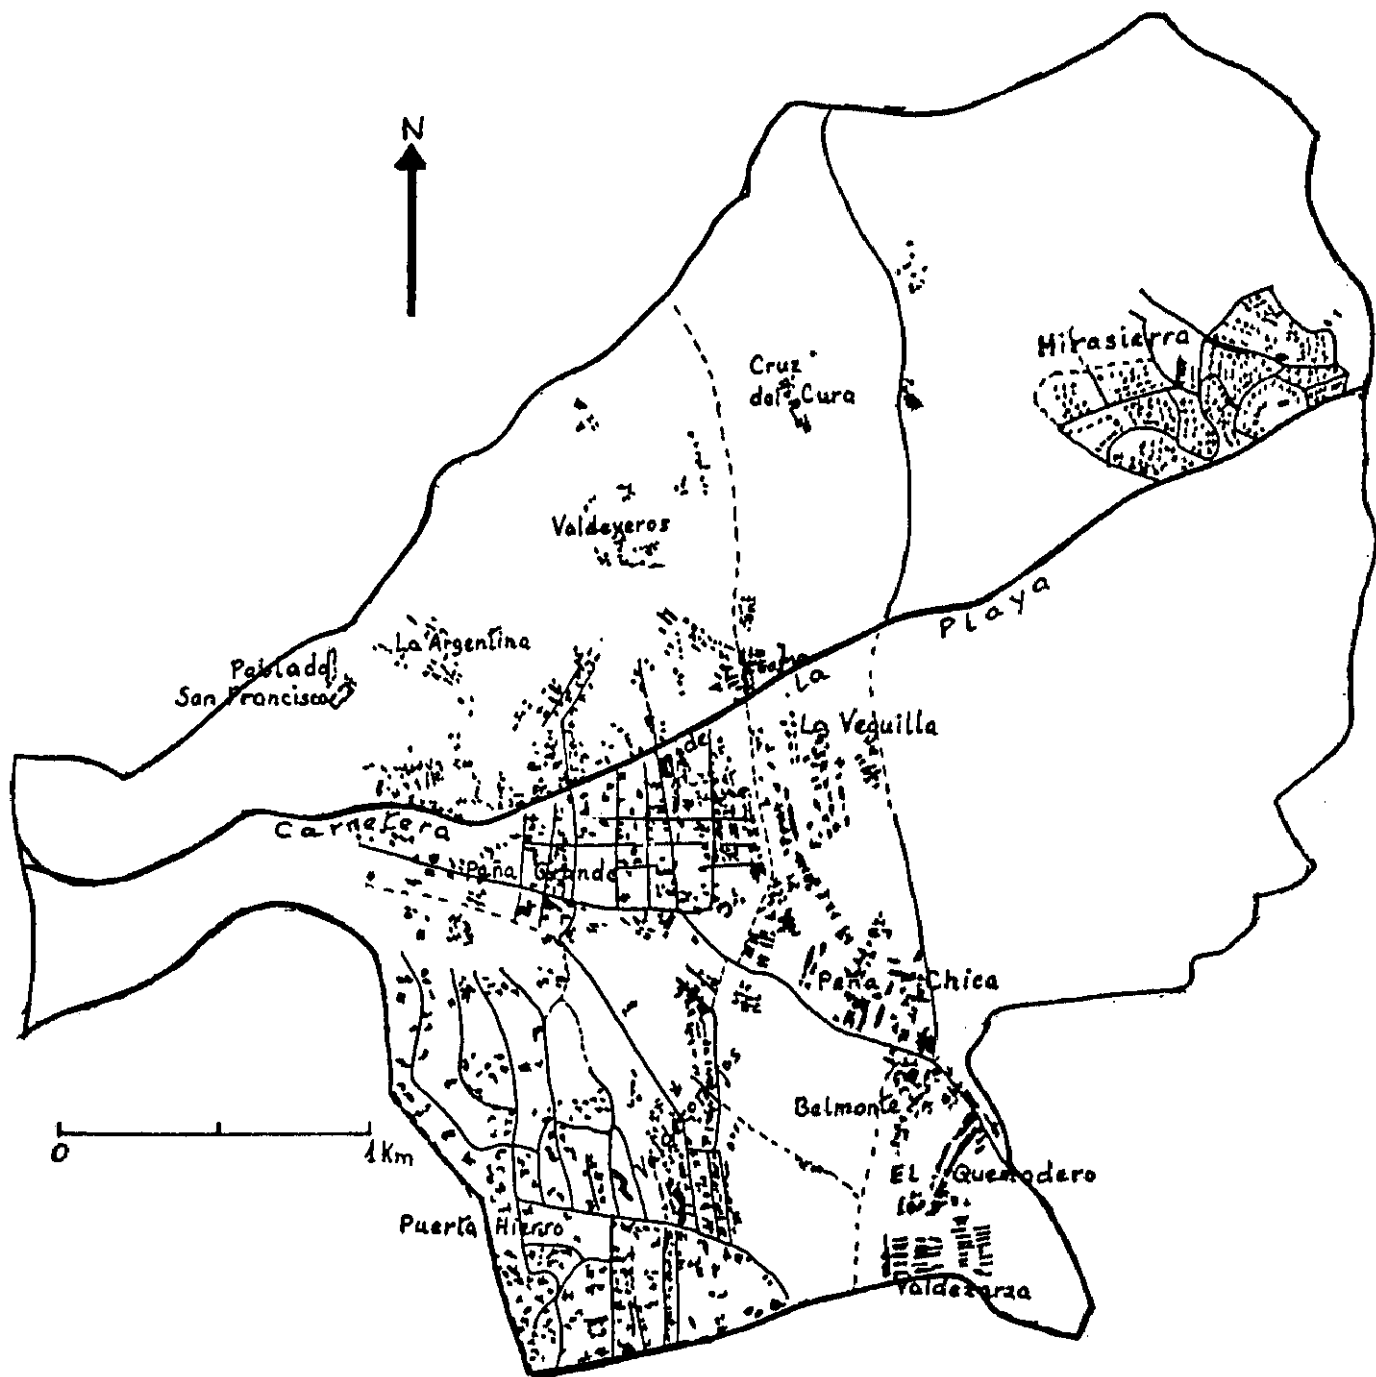 N
Mirasierra
Cruz
del Cura
Valdeyeros
La Argentina
Poblado
San Francisco
Carretera
de
La
Playa
La Veguilla
Peña Grande
Peña Chica
Belmonte
El Quemadero
0
1 Km
Puerta Hierro
Valdezarza